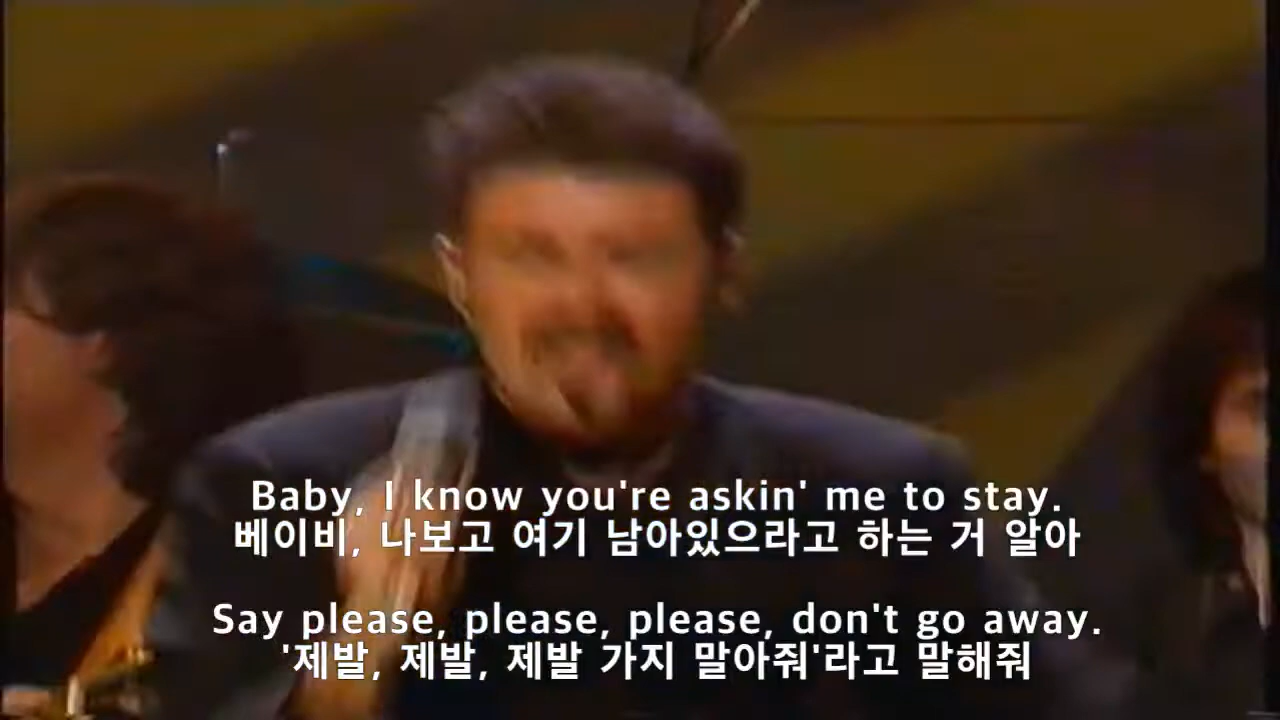 Baby, I know you're askin' me to stay.
베이비, 나보고 여기 남아있으라고 하는 거 알아
Say please, please, please, don't go away.
'제발, 제발, 제발 가지 말아줘'라고 말해줘